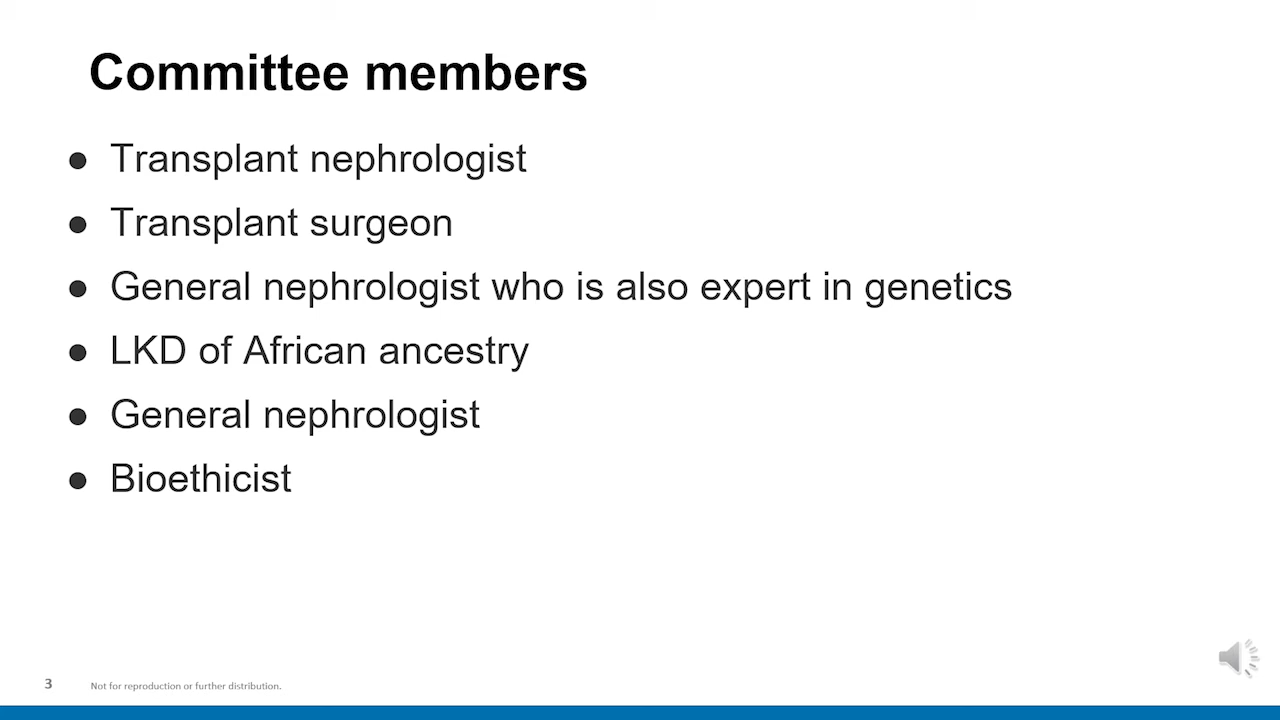 Committee members
● Transplant nephrologist
● Transplant surgeon
● General nephrologist who is also expert in genetics
● LKD of African ancestry
● General nephrologist
● Bioethicist
3 Not for reproduction or further distribution.